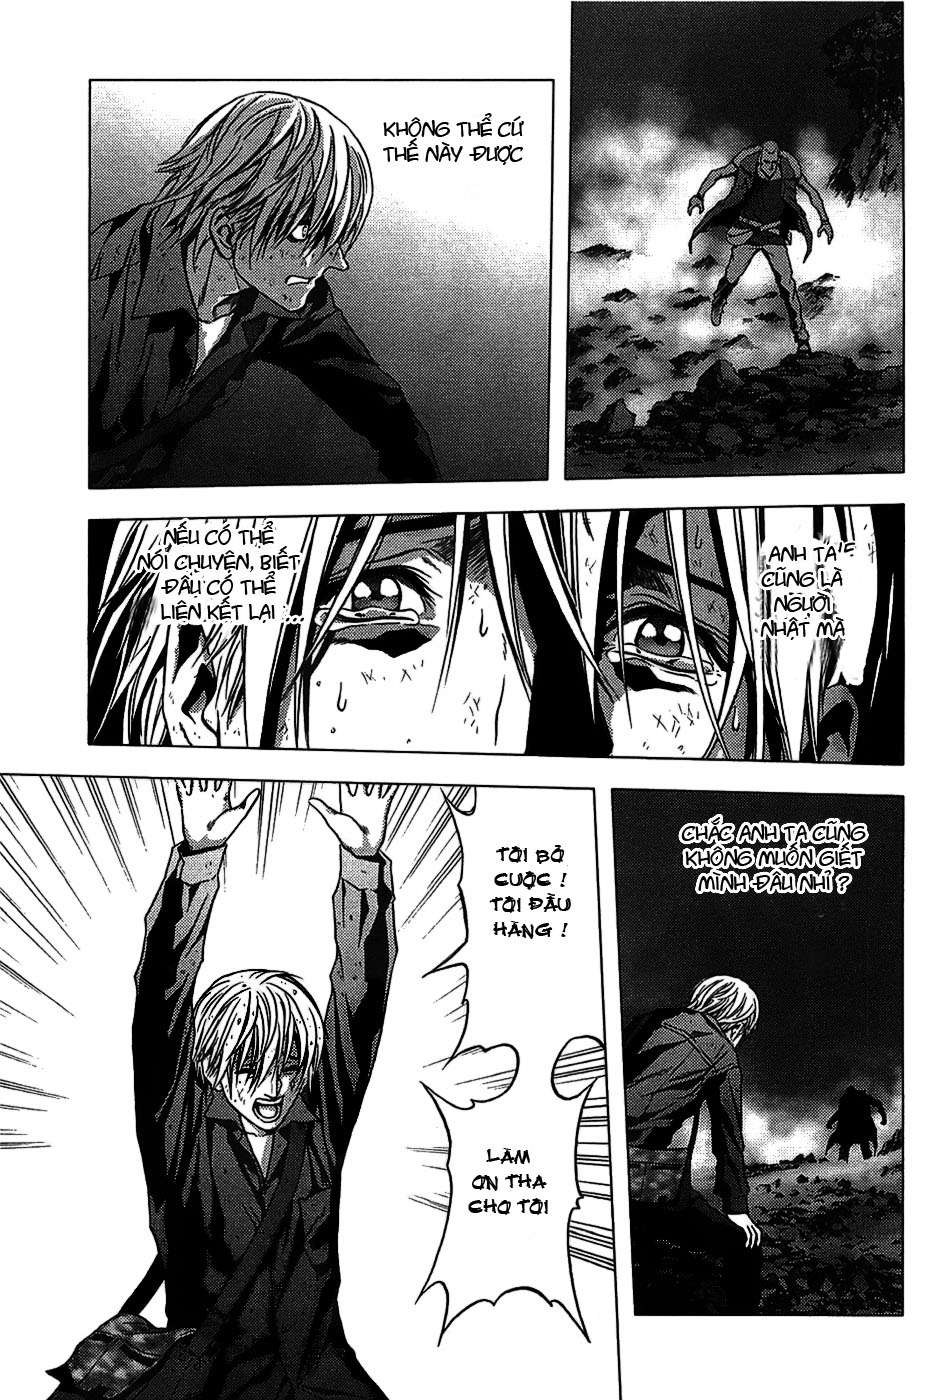 KHÔNG THỂ CỨ
THẾ NÀY ĐƯỢC
ANH TA
CŨNG LÀ
NGƯỜI
NHẬT MÀ
NẾU CÓ THỂ
NÓI CHUYỆN, BIẾT
ĐÂU CÓ THỂ
LIÊN KẾT LẠI ...
CHẮC ANH TA CŨNG
KHÔNG MUỐN GIẾT
MÌNH ĐÂU NHỈ ?
TÔI BỎ
CUỘC !
TÔI ĐẦU
HÀNG !
LÀM
ƠN THA
CHO TÔI